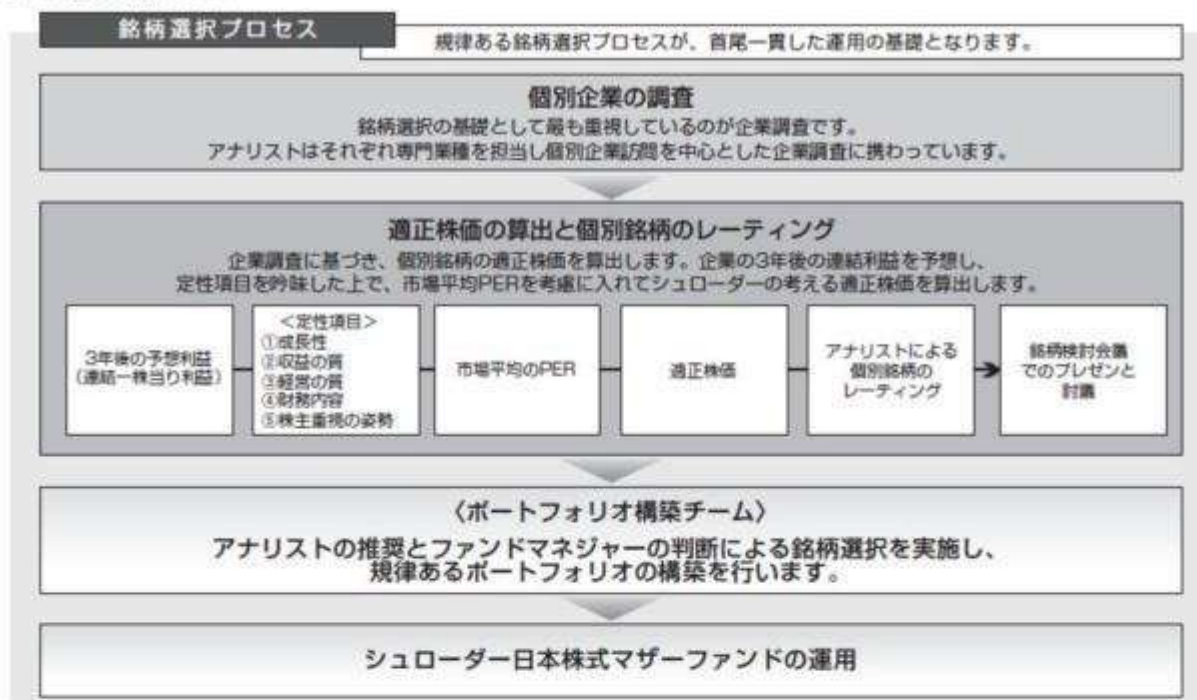 銘柄選択プロセス
規律ある銘柄選択プロセスが、首尾一貫した運用の基礎となります。
個別企業の調査
銘柄選択の基礎として最も重視しているのが企業調査です。
アナリストはそれぞれ専門業種を担当し個別企業訪問を中心とした企業調査に携わっています。
適正株価の算出と個別銘柄のレーティング
企業調査に基づき、個別銘柄の適正株価を算出します。企業の3年後の連結利益を予想し、
定性項目を吟味した上で、市場平均PERを考慮に入れてシュローダーの考える適正株価を算出します。
3年後の予想利益
(連結一株当り利益)
<定性項目>
①成長性
②収益の質
③経営の質
④財務内容
⑤株主重視の姿勢
市場平均のPER
適正株価
アナリストによる
個別銘柄の
レーティング
銘柄検討会議
でのプレゼンと
討議
〈ポートフォリオ構築チーム〉
アナリストの推奨とファンドマネジャーの判断による銘柄選択を実施し、
規律あるポートフォリオの構築を行います。
シュローダー日本株式マザーファンドの運用